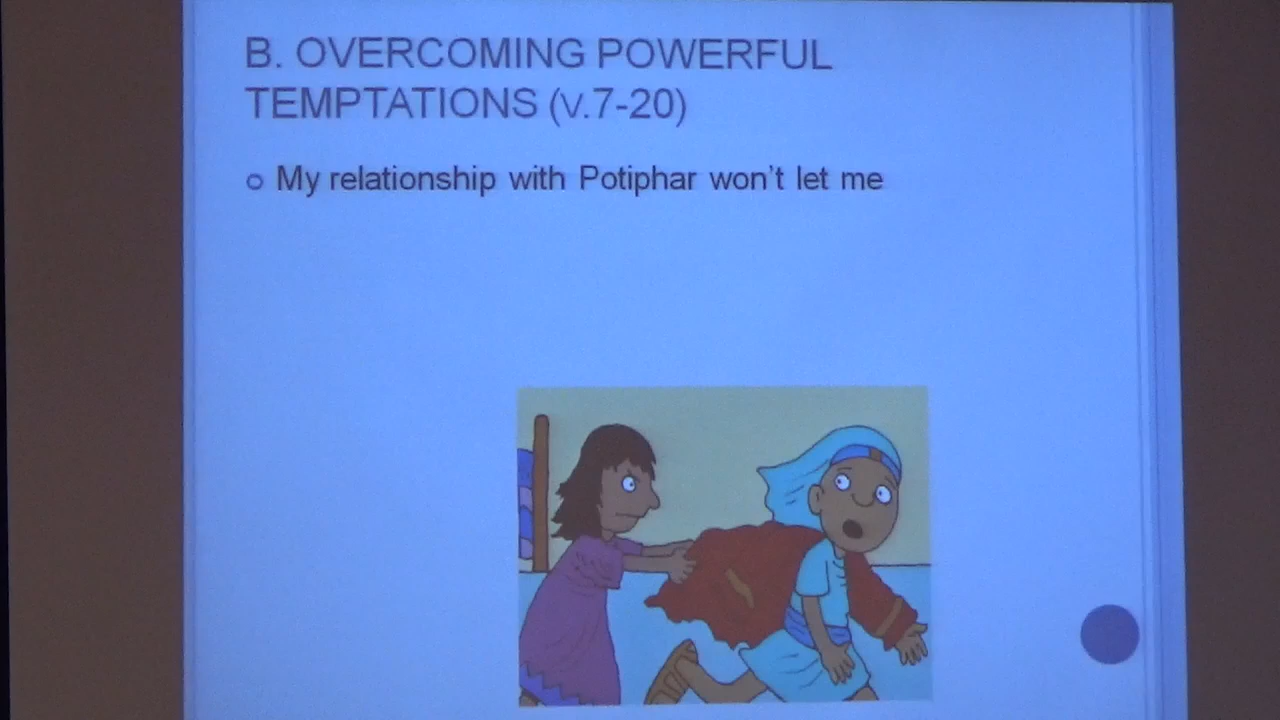 B. OVERCOMING POWERFUL
TEMPTATIONS (V.7-20)
My relationship with Potiphar won't let me